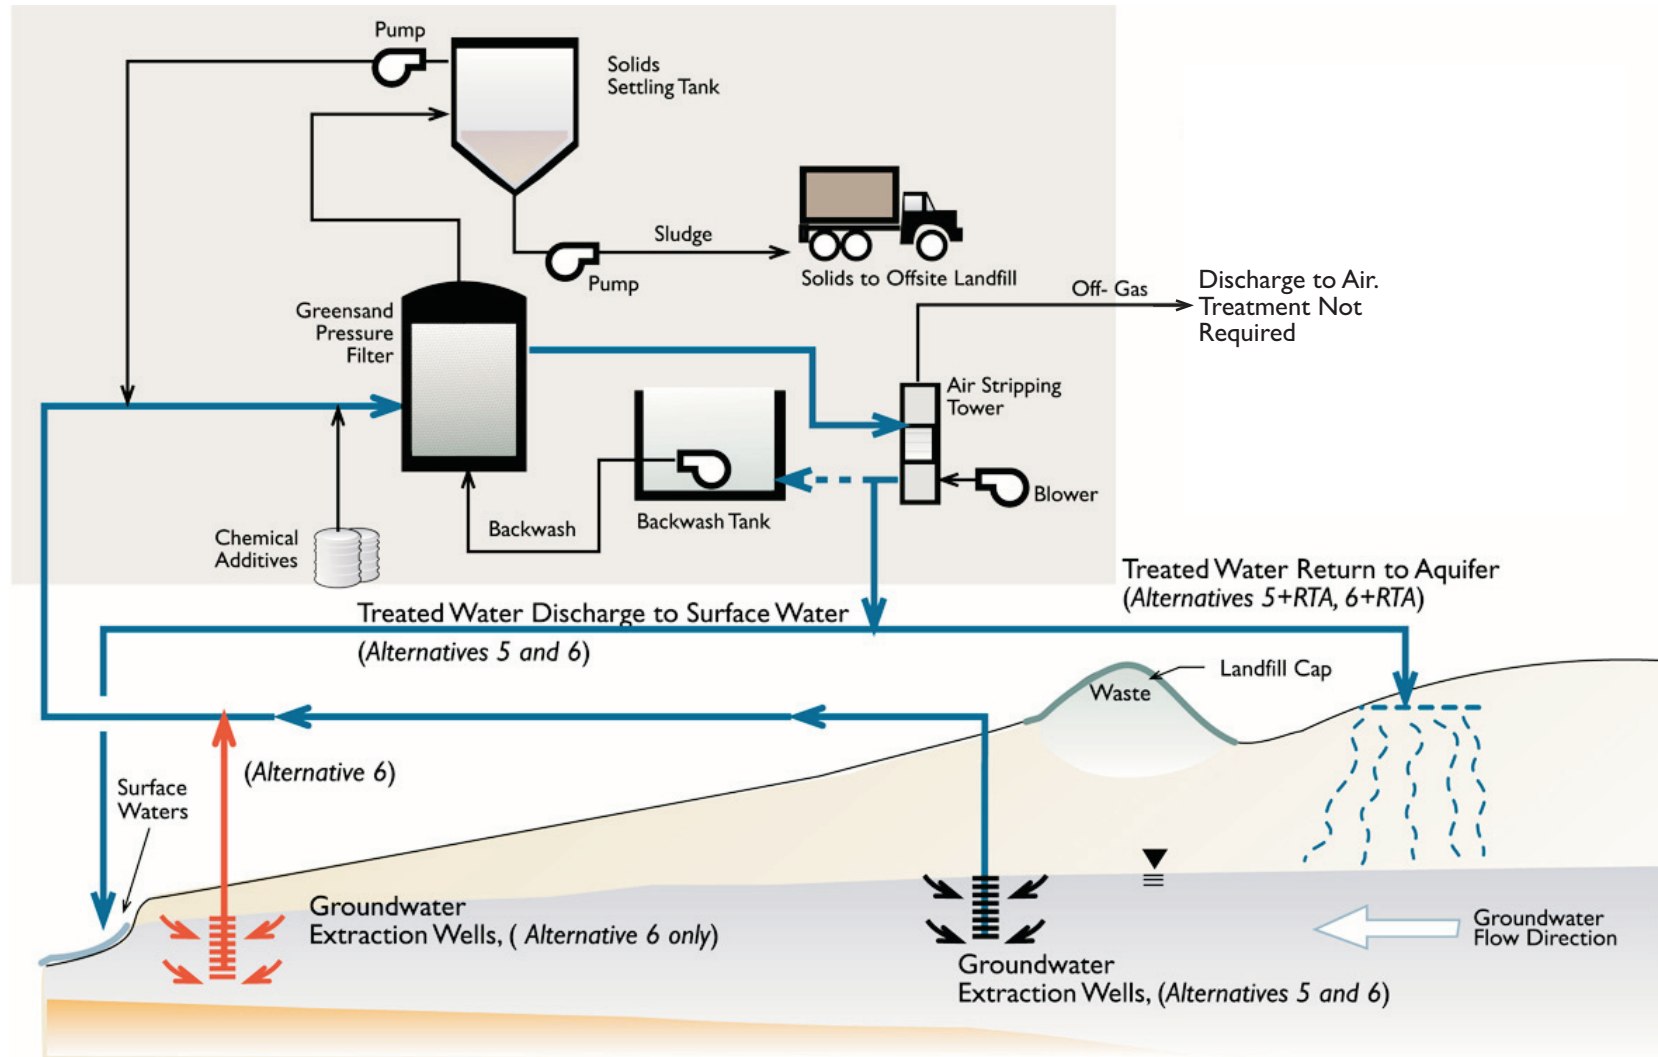 Pump
Solids
Settling Tank
Sludge
Pump
Solids to Offsite Landfill
Off- Gas
Discharge to Air.
Treatment Not
Required
Greensand
Pressure
Filter
Air Stripping
Tower
Blower
Backwash Tank
Backwash
Chemical
Additives
Treated Water Return to Aquifer
(Alternatives 5+RTA, 6+RTA)
Treated Water Discharge to Surface Water
(Alternatives 5 and 6)
Landfill Cap
Waste
(Alternative 6)
Surface
Waters
Groundwater
Extraction Wells, ( Alternative 6 only)
Groundwater
Flow Direction
Groundwater
Extraction Wells, (Alternatives 5 and 6)